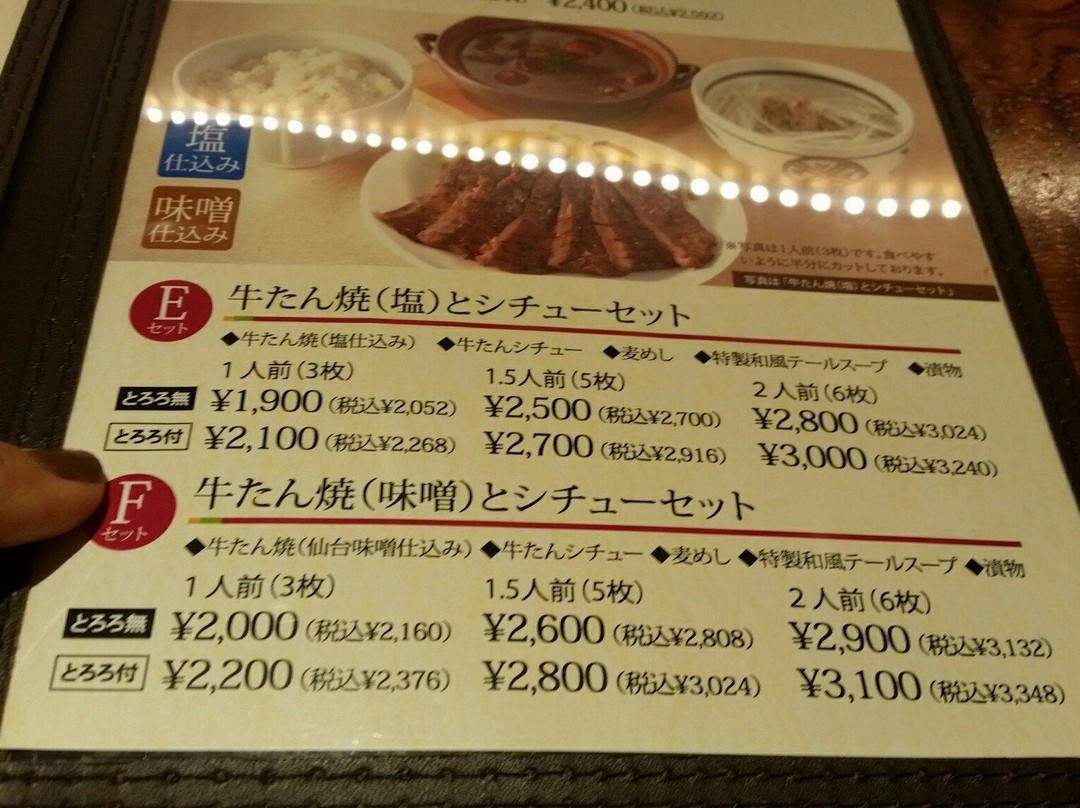 ¥2,400(税込¥2,592)
塩
仕込み
味噌
仕込み
※写真は1人前(3枚)です。食べやす
いように半分にカットしております。
写真は「牛たん焼(塩)とシチューセット」
E
セット
牛たん焼(塩)とシチューセット
◆牛たん焼(塩仕込み) ◆牛たんシチュー ◆麦めし ◆特製和風テールスープ ◆漬物
1人前(3枚) 1.5人前(5枚) 2人前(6枚)
とろろ無 ¥1,900(税込¥2,052) ¥2,500(税込¥2,700) ¥2,800(税込¥3,024)
とろろ付 ¥2,100(税込¥2,268) ¥2,700(税込¥2,916) ¥3,000(税込¥3,240)
F
セット
牛たん焼(味噌)とシチューセット
◆牛たん焼(仙台味噌仕込み) ◆牛たんシチュー ◆麦めし ◆特製和風テールスープ ◆漬物
1人前(3枚) 1.5人前(5枚) 2人前(6枚)
とろろ無 ¥2,000(税込¥2,160) ¥2,600(税込¥2,808) ¥2,900(税込¥3,132)
とろろ付 ¥2,200(税込¥2,376) ¥2,800(税込¥3,024) ¥3,100(税込¥3,348)